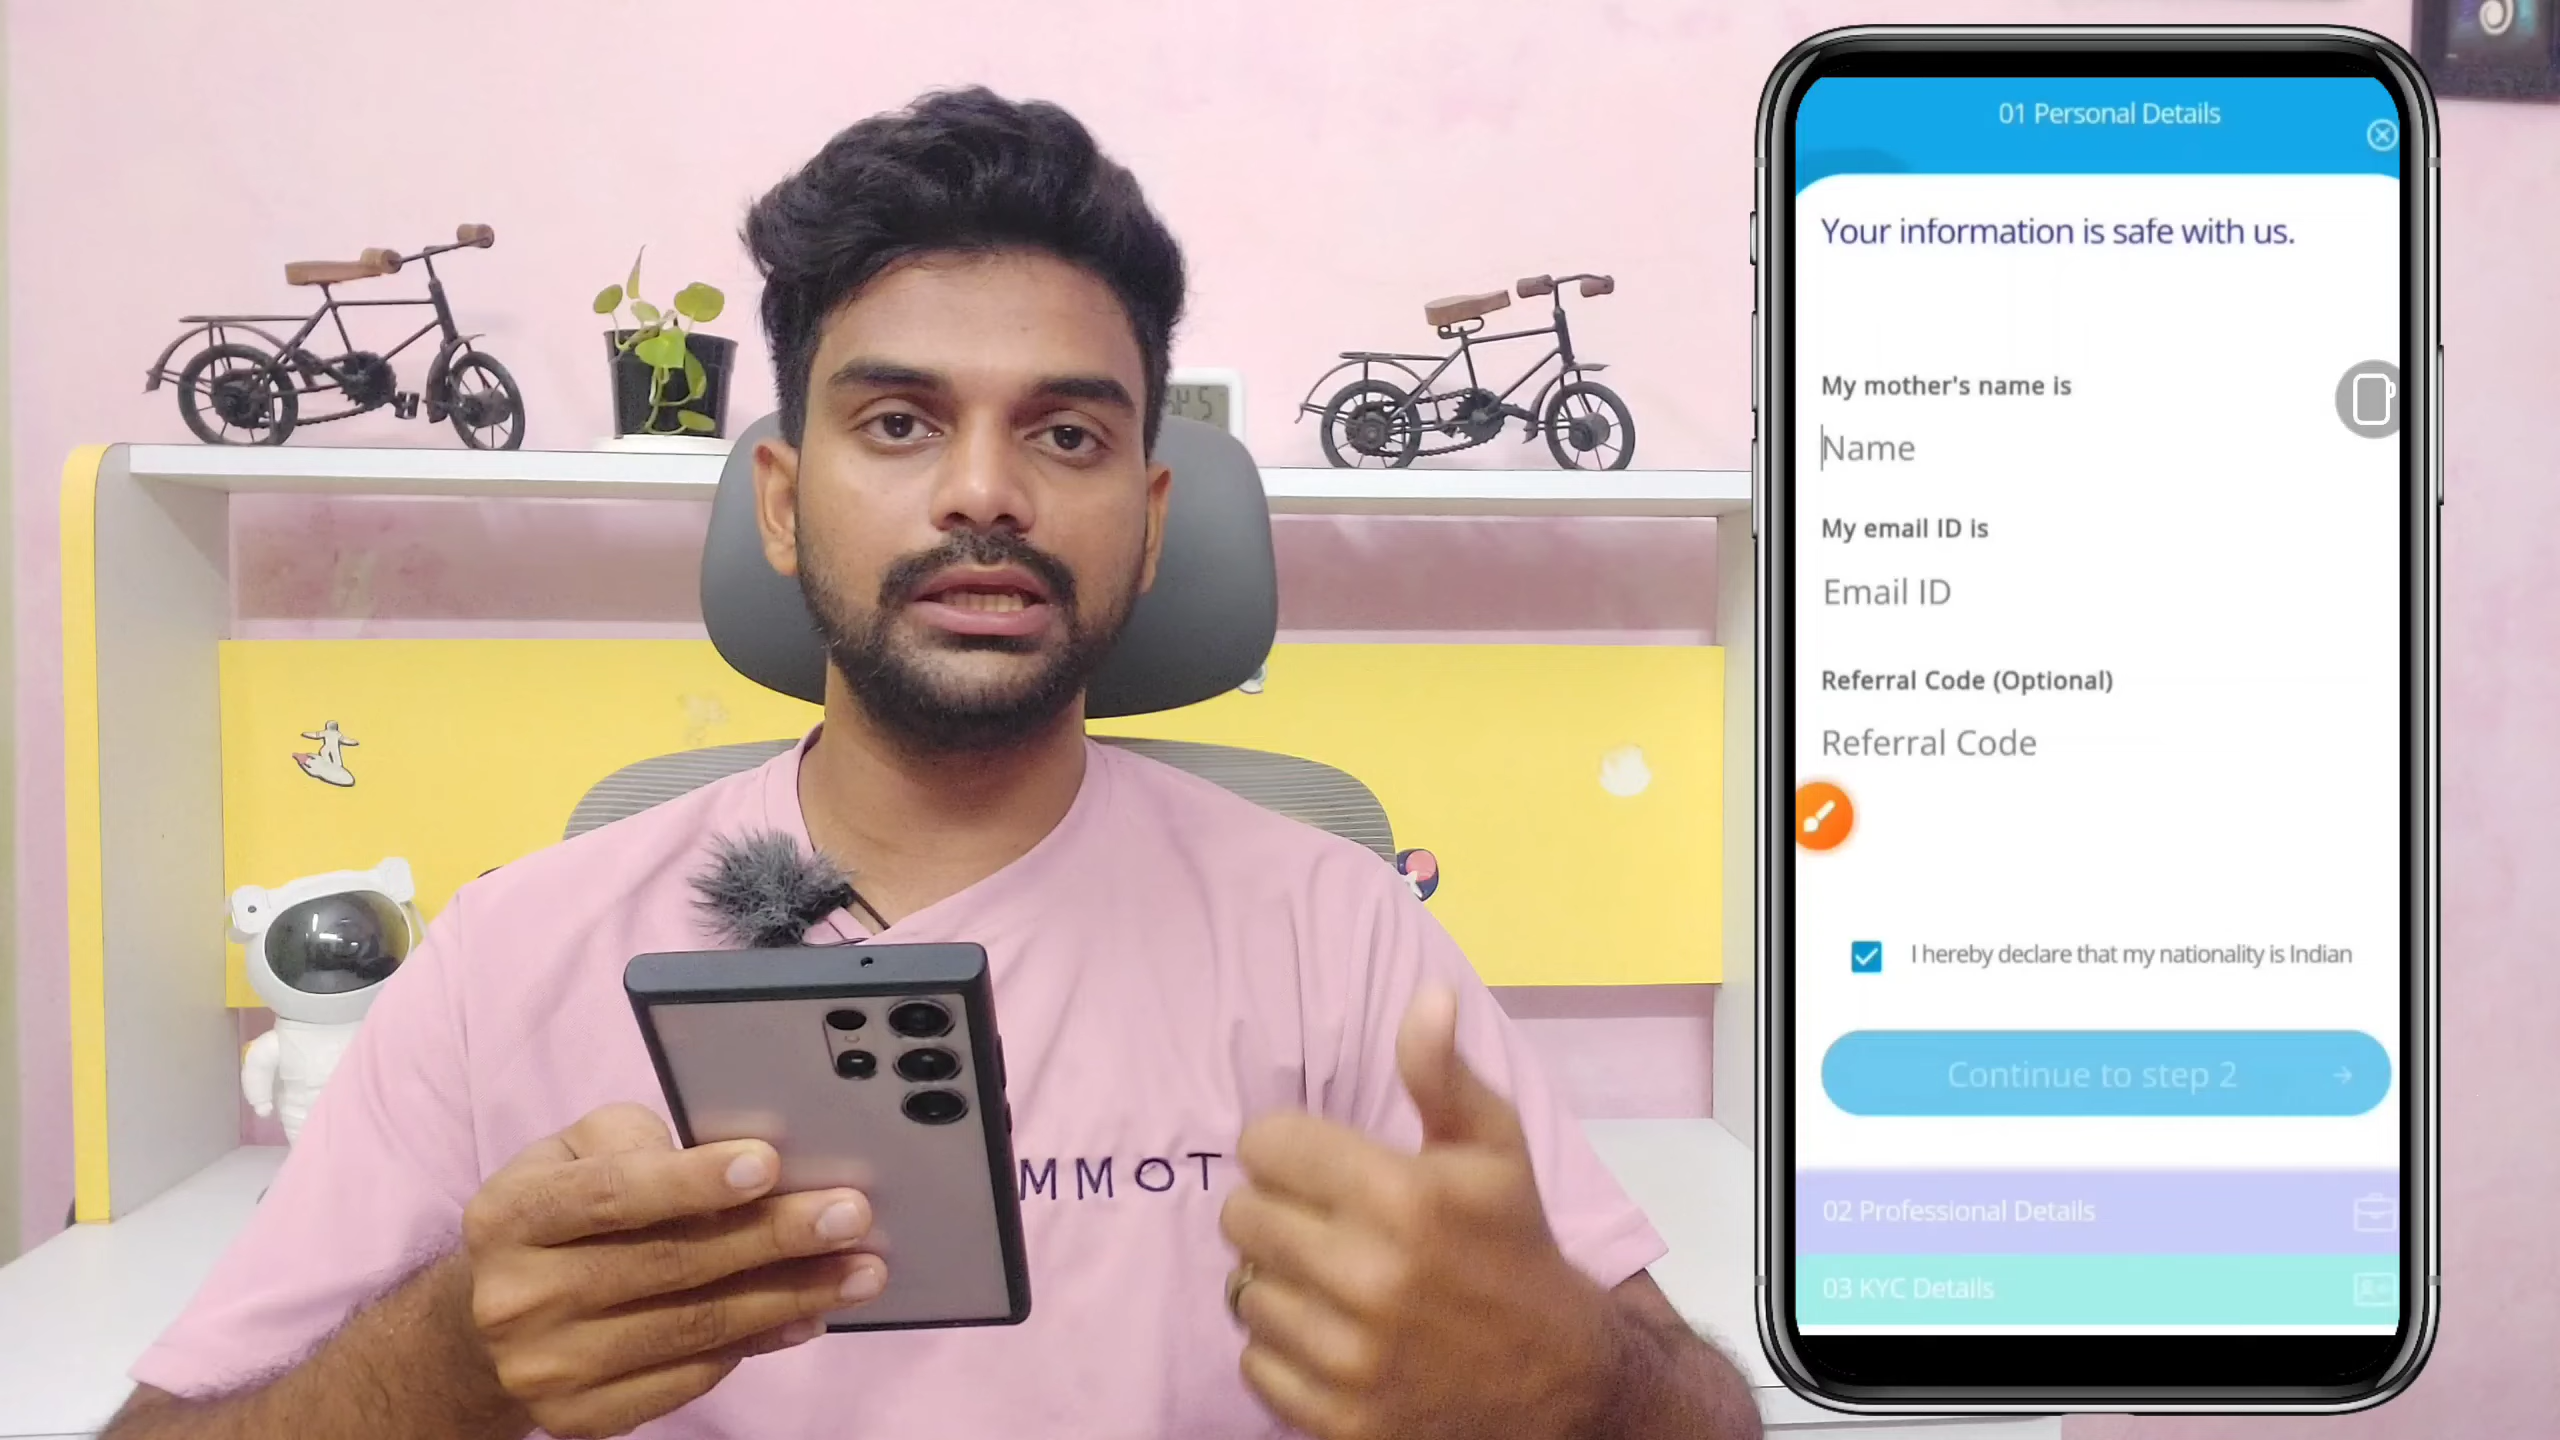 01 Personal Details
Your information is safe with us.
My mother's name is
Name
My email ID is
Email ID
Referral Code (Optional)
Referral Code
I hereby declare that my nationality is Indian
Continue to step 2
02 Professional Details
03 KYC Details
MMOT